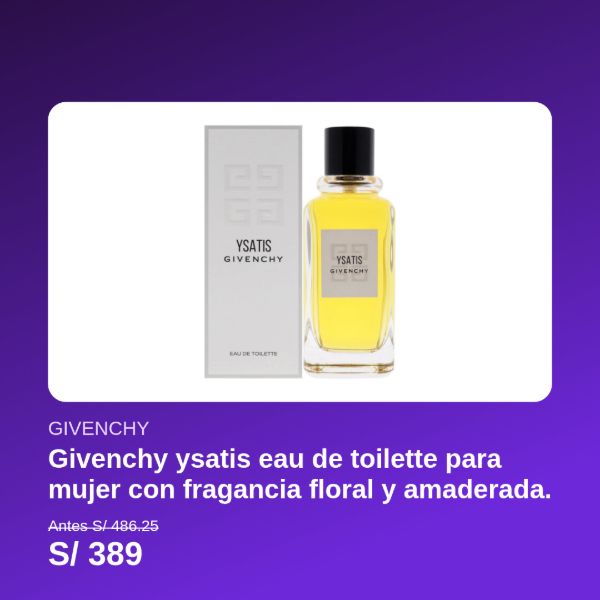 YSATIS
GIVENCHY
EAU DE TOILETTE
YSATIS
GIVENCHY
GIVENCHY
Givenchy ysatis eau de toilette para
mujer con fragancia floral y amaderada.
Antes S/ 486.25
S/ 389